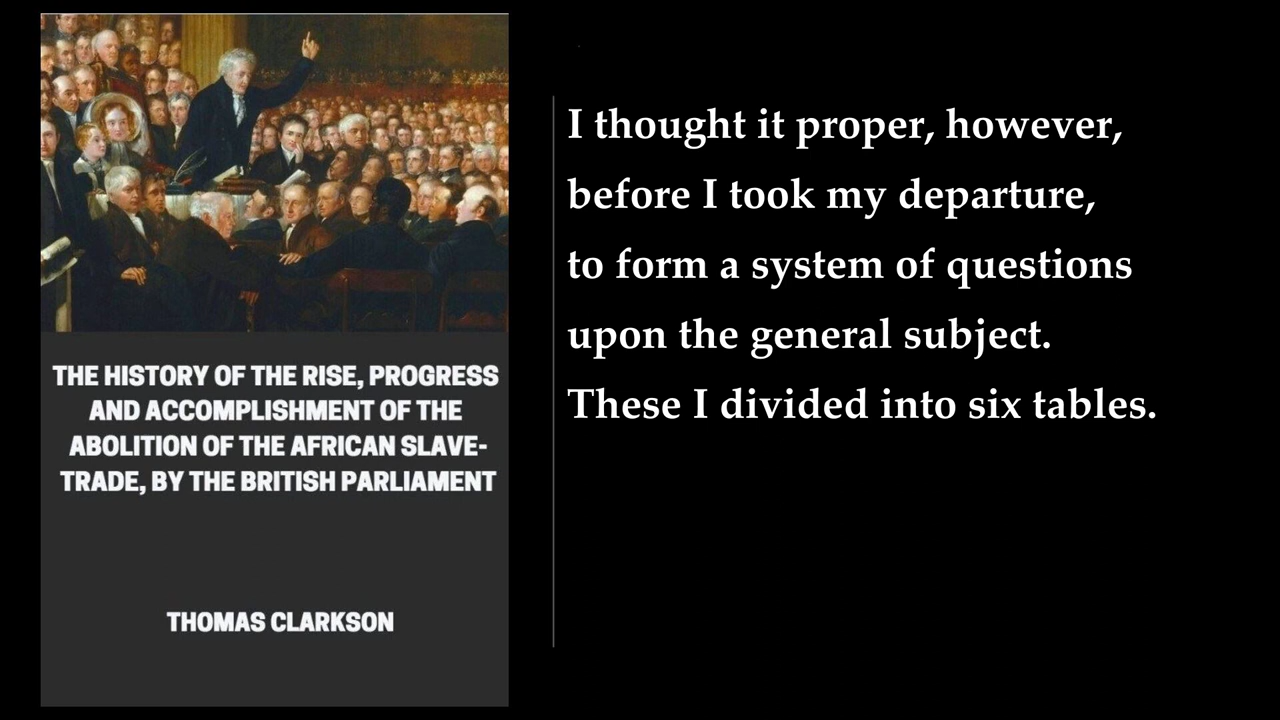 THE HISTORY OF THE RISE, PROGRESS
AND ACCOMPLISHMENT OF THE
ABOLITION OF THE AFRICAN SLAVE-
TRADE, BY THE BRITISH PARLIAMENT
THOMAS CLARKSON
I thought it proper, however,
before I took my departure,
to form a system of questions
upon the general subject.
These I divided into six tables.